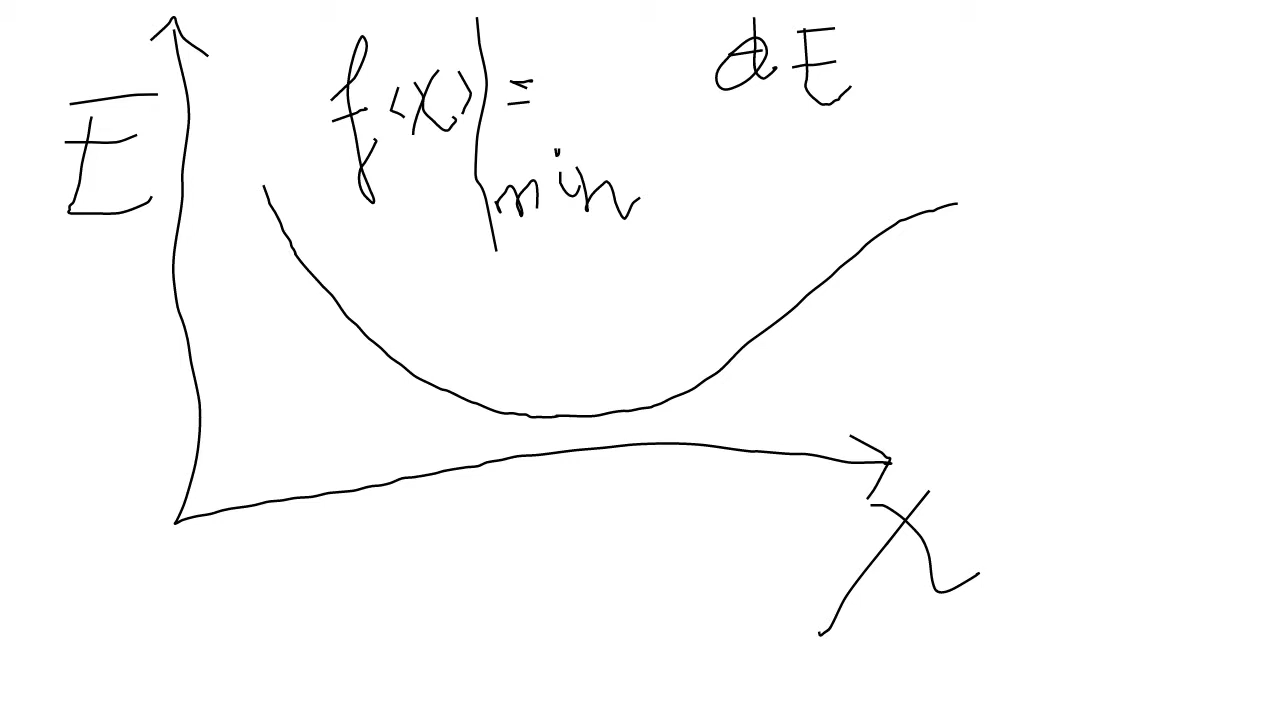 E
f<x>| =
min
dE
x